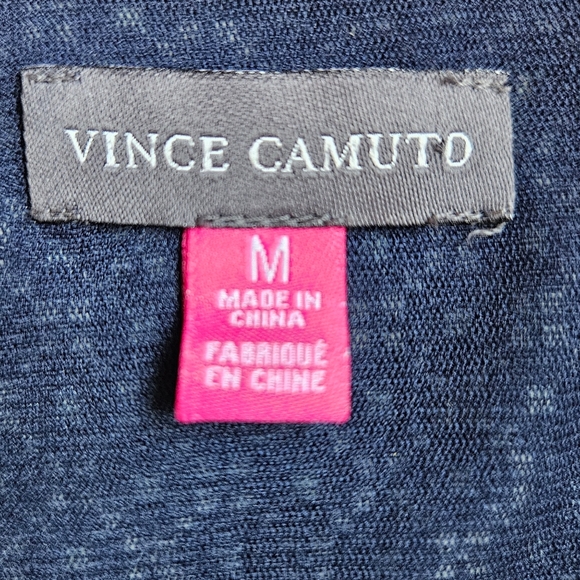 VINCE CAMUTO
M
MADE IN
CHINA
FABRIQUÉ
EN CHINE